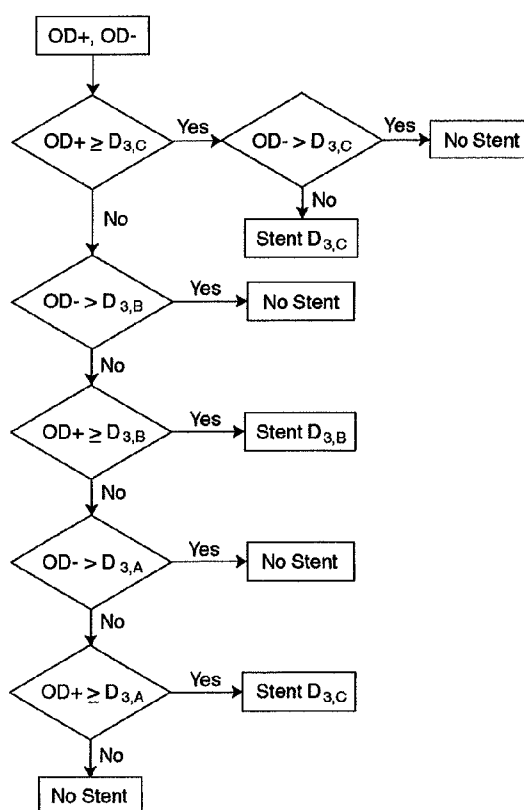 OD+, OD-
OD+ ≥ D3,C
Yes
OD- > D3,C
Yes
No Stent
No
Stent D3,C
No
OD- > D3,B
Yes
No Stent
No
OD+ ≥ D3,B
Yes
Stent D3,B
No
OD- > D3,A
Yes
No Stent
No
OD+ ≥ D3,A
Yes
Stent D3,C
No
No Stent